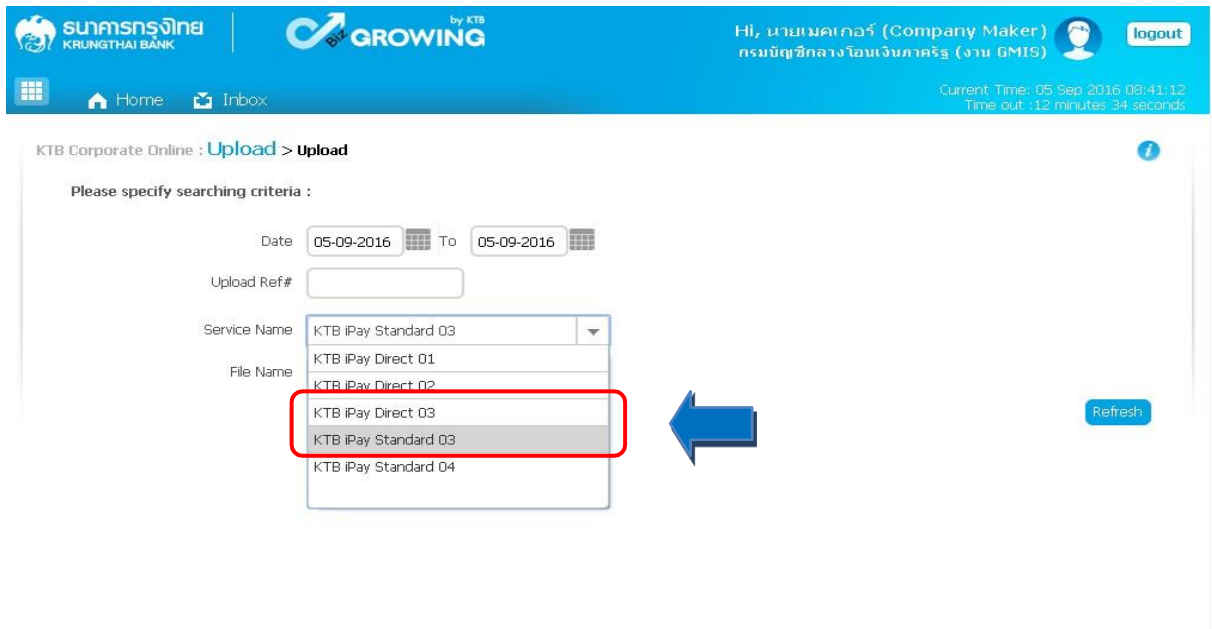 ธนาคารกรุงไทย
KRUNGTHAI BANK
by KTB
Biz GROWING
Hi, นายเมคเกอร์ (Company Maker)
กรมบัญชีกลางโอนเงินภาครัฐ (งาน GMIS)
logout
Home
Inbox
Current Time: 05 Sep 2016 08:41:12
Time out :12 minutes 34 seconds
KTB Corporate Online : Upload > Upload
Please specify searching criteria :
Date 05-09-2016 To 05-09-2016
Upload Ref#
Service Name KTB iPay Standard 03
KTB iPay Direct 01
File Name
KTB iPay Direct 02
KTB iPay Direct 03
Refresh
KTB iPay Standard 03
KTB iPay Standard 04